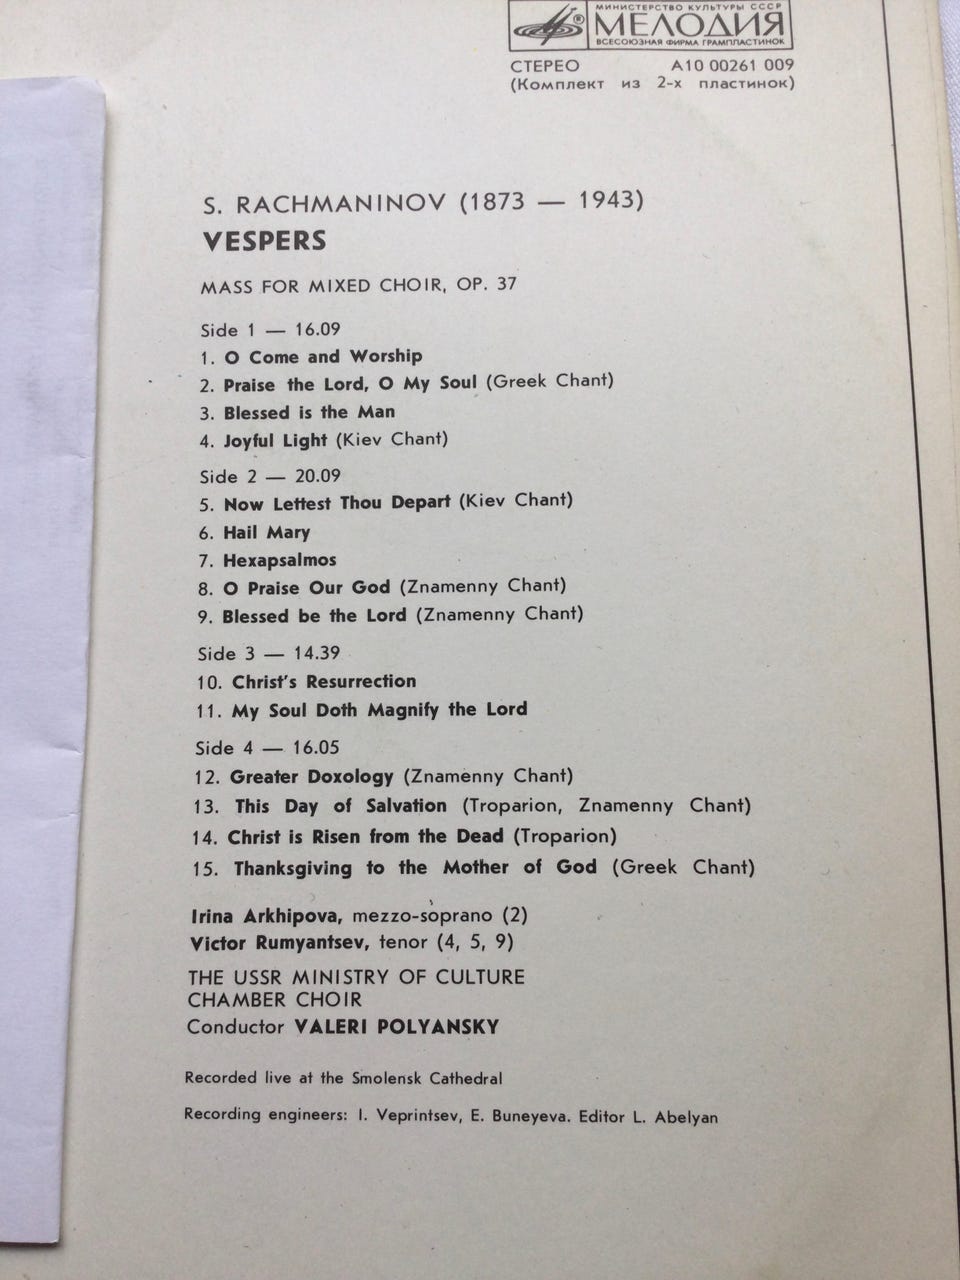 МИНИСТЕРСТВО КУЛЬТУРЫ СССР
МЕЛОДИЯ
ВСЕСОЮЗНАЯ ФИРМА ГРАМПЛАСТИНОК
СТЕРЕО А10 00261 009
(Комплект из 2-х пластинок)
S. RACHMANINOV (1873 — 1943)
VESPERS
MASS FOR MIXED CHOIR, OP. 37
Side 1 — 16.09
1. O Come and Worship
2. Praise the Lord, O My Soul (Greek Chant)
3. Blessed is the Man
4. Joyful Light (Kiev Chant)
Side 2 — 20.09
5. Now Lettest Thou Depart (Kiev Chant)
6. Hail Mary
7. Hexapsalmos
8. O Praise Our God (Znamenny Chant)
9. Blessed be the Lord (Znamenny Chant)
Side 3 — 14.39
10. Christ's Resurrection
11. My Soul Doth Magnify the Lord
Side 4 — 16.05
12. Greater Doxology (Znamenny Chant)
13. This Day of Salvation (Troparion, Znamenny Chant)
14. Christ is Risen from the Dead (Troparion)
15. Thanksgiving to the Mother of God (Greek Chant)
Irina Arkhipova, mezzo-soprano (2)
Victor Rumyantsev, tenor (4, 5, 9)
THE USSR MINISTRY OF CULTURE
CHAMBER CHOIR
Conductor VALERI POLYANSKY
Recorded live at the Smolensk Cathedral
Recording engineers: I. Veprintsev, E. Buneyeva. Editor L. Abelyan